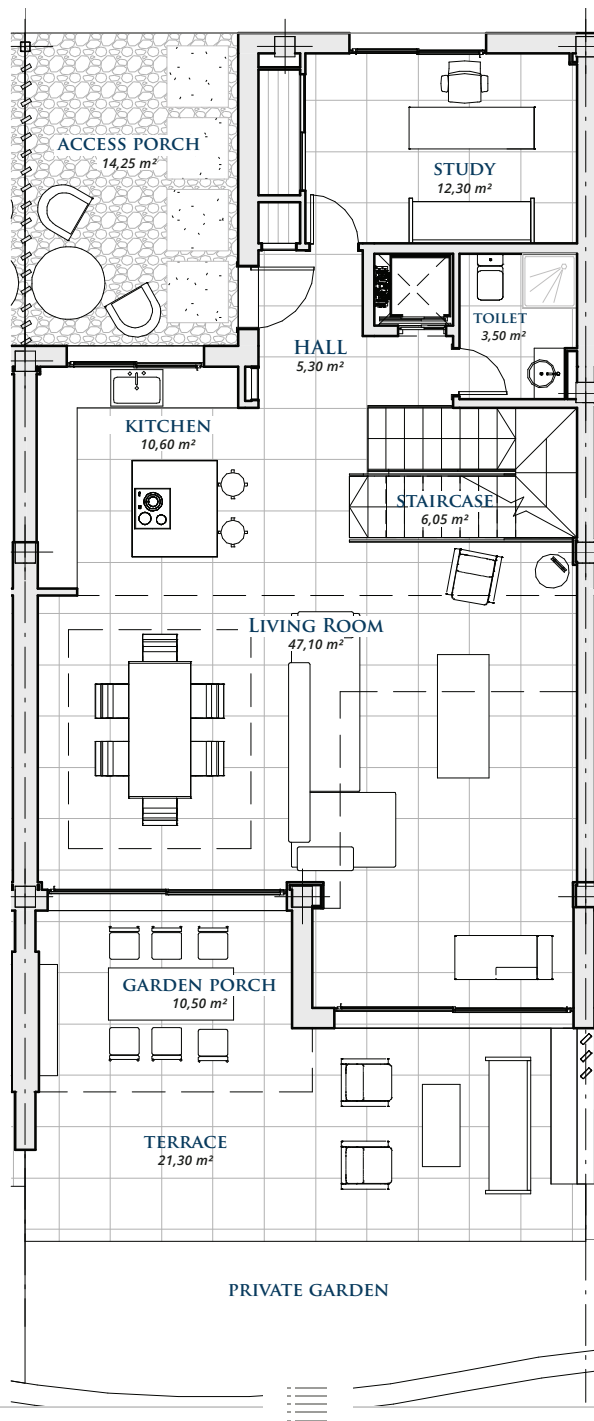 ACCESS PORCH
14,25 m²
STUDY
12,30 m²
TOILET
3,50 m²
HALL
5,30 m²
KITCHEN
10,60 m²
STAIRCASE
6,05 m²
LIVING ROOM
47,10 m²
GARDEN PORCH
10,50 m²
TERRACE
21,30 m²
PRIVATE GARDEN